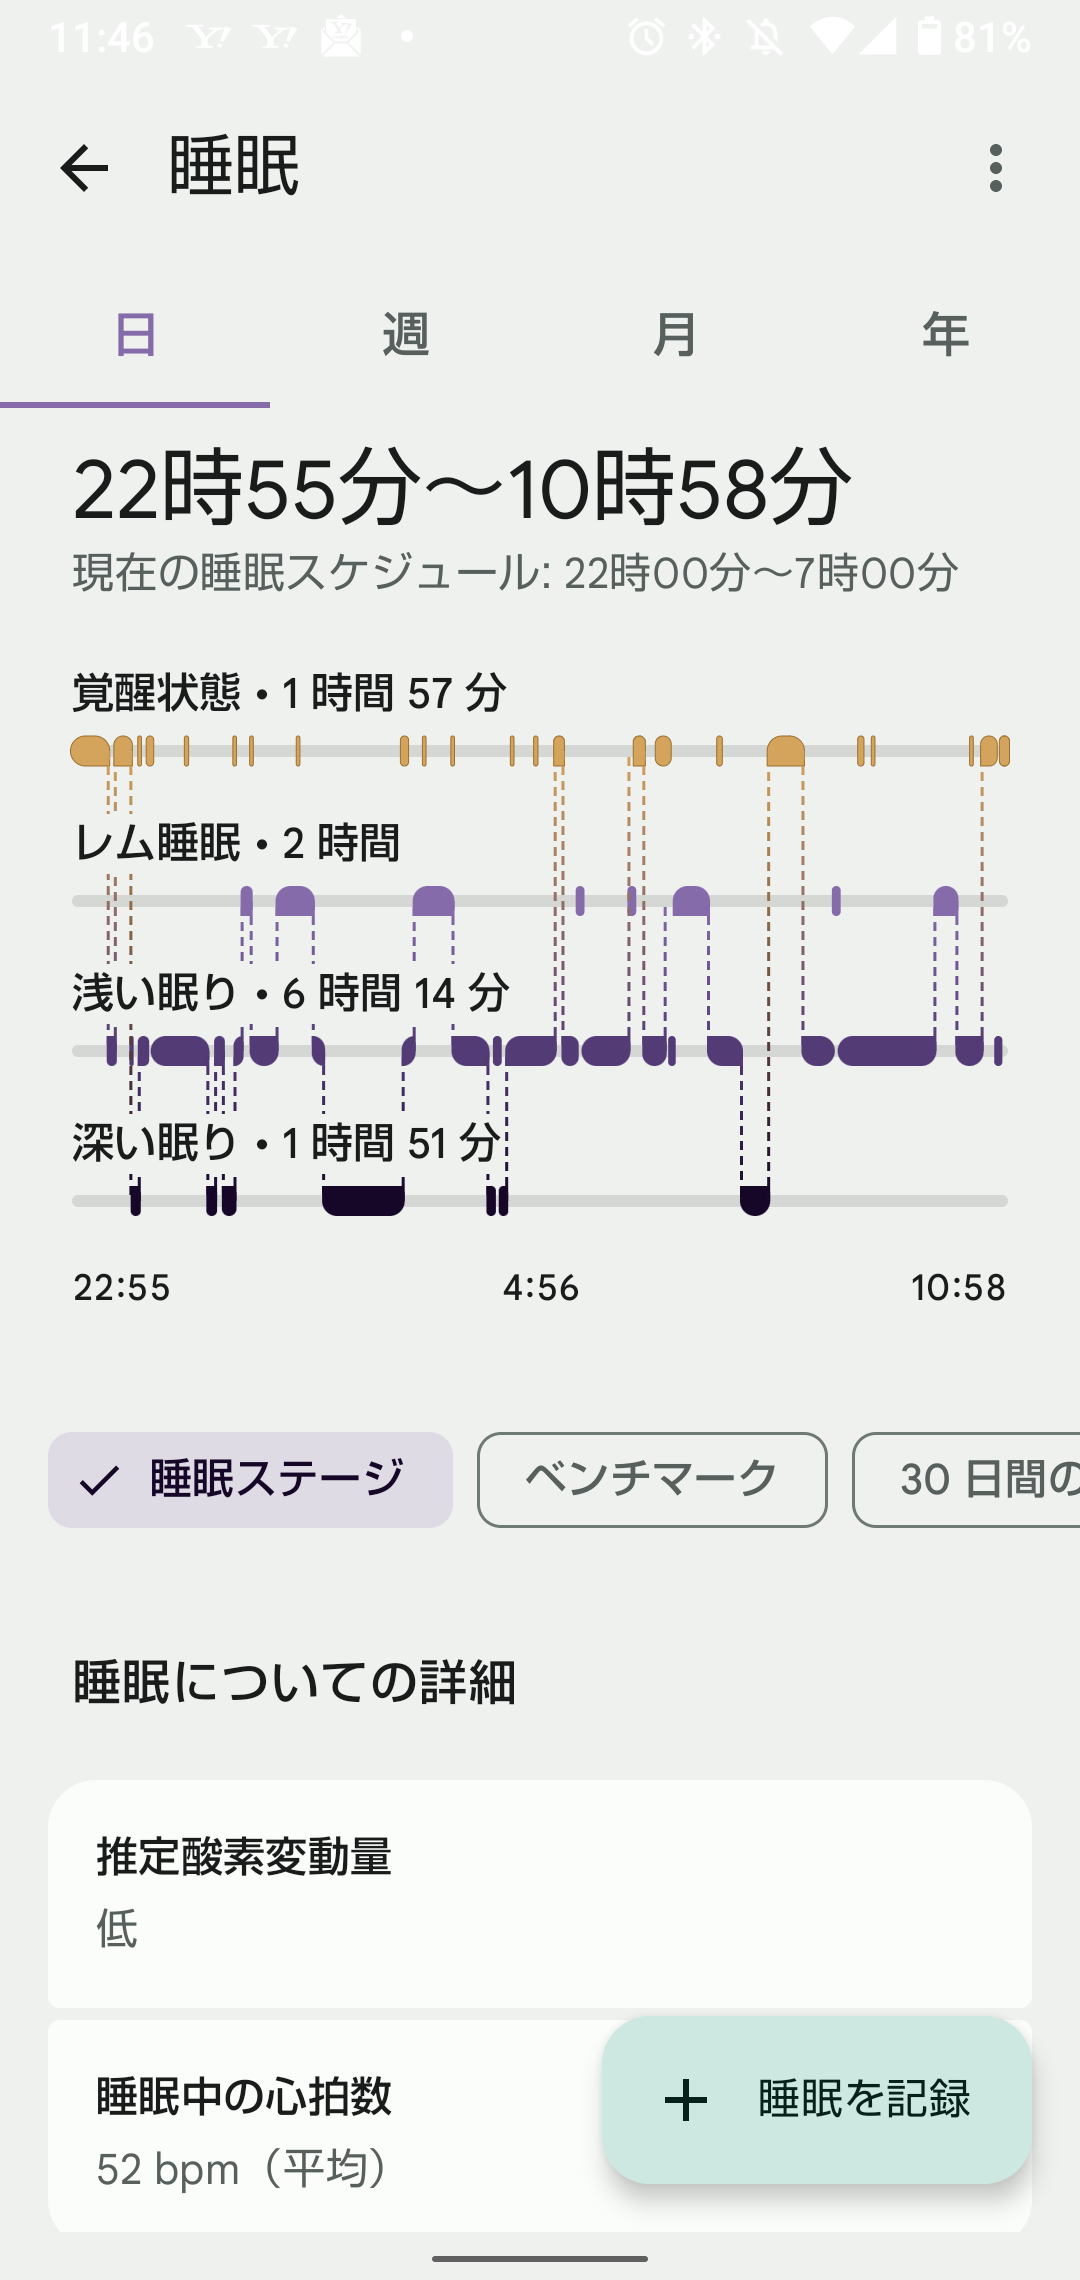 11:46 Y! Y! Y! 81%
睡眠
日 週 月 年
22時55分～10時58分
現在の睡眠スケジュール: 22時00分～7時00分
覚醒状態・1 時間 57 分
レム睡眠・2 時間
浅い眠り・6 時間 14 分
深い眠り・1 時間 51 分
22:55 4:56 10:58
睡眠ステージ ベンチマーク 30 日間の
睡眠についての詳細
推定酸素変動量
低
睡眠中の心拍数
52 bpm（平均）
睡眠を記録